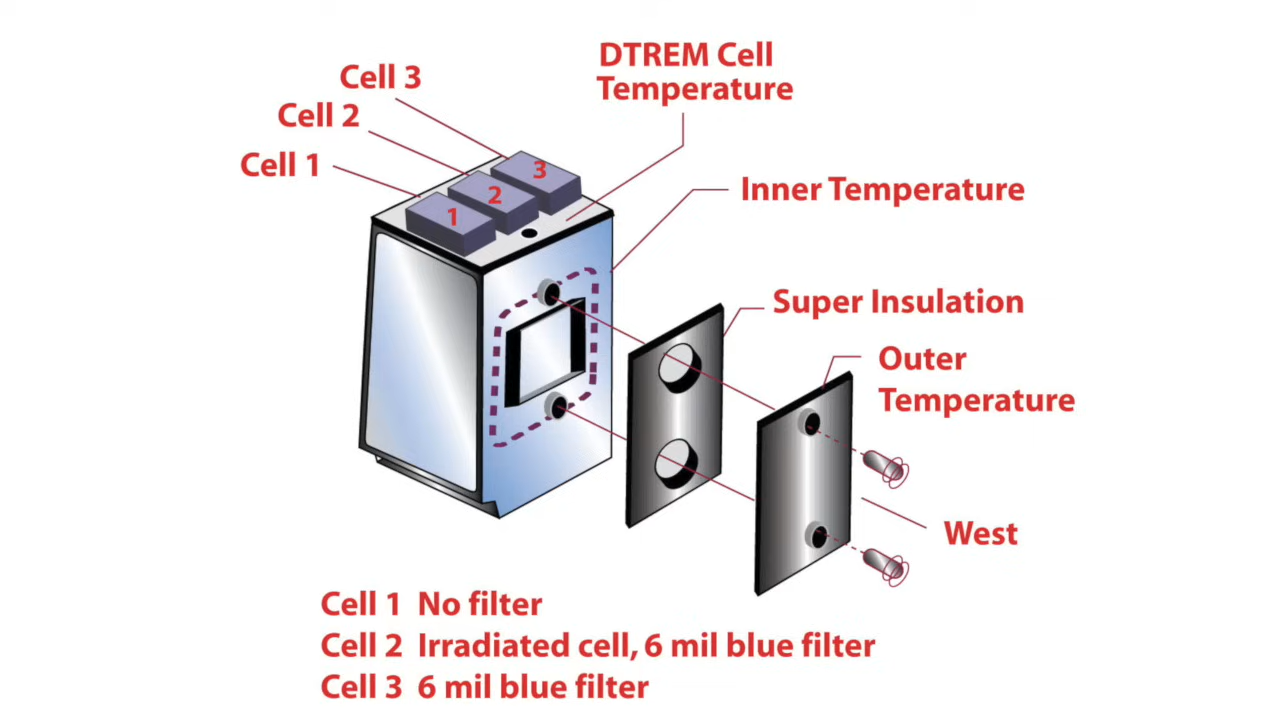 DTREM Cell
Temperature
Cell 3
Cell 2
Cell 1
3
2
1
Inner Temperature
Super Insulation
Outer
Temperature
West
Cell 1 No filter
Cell 2 Irradiated cell, 6 mil blue filter
Cell 3 6 mil blue filter